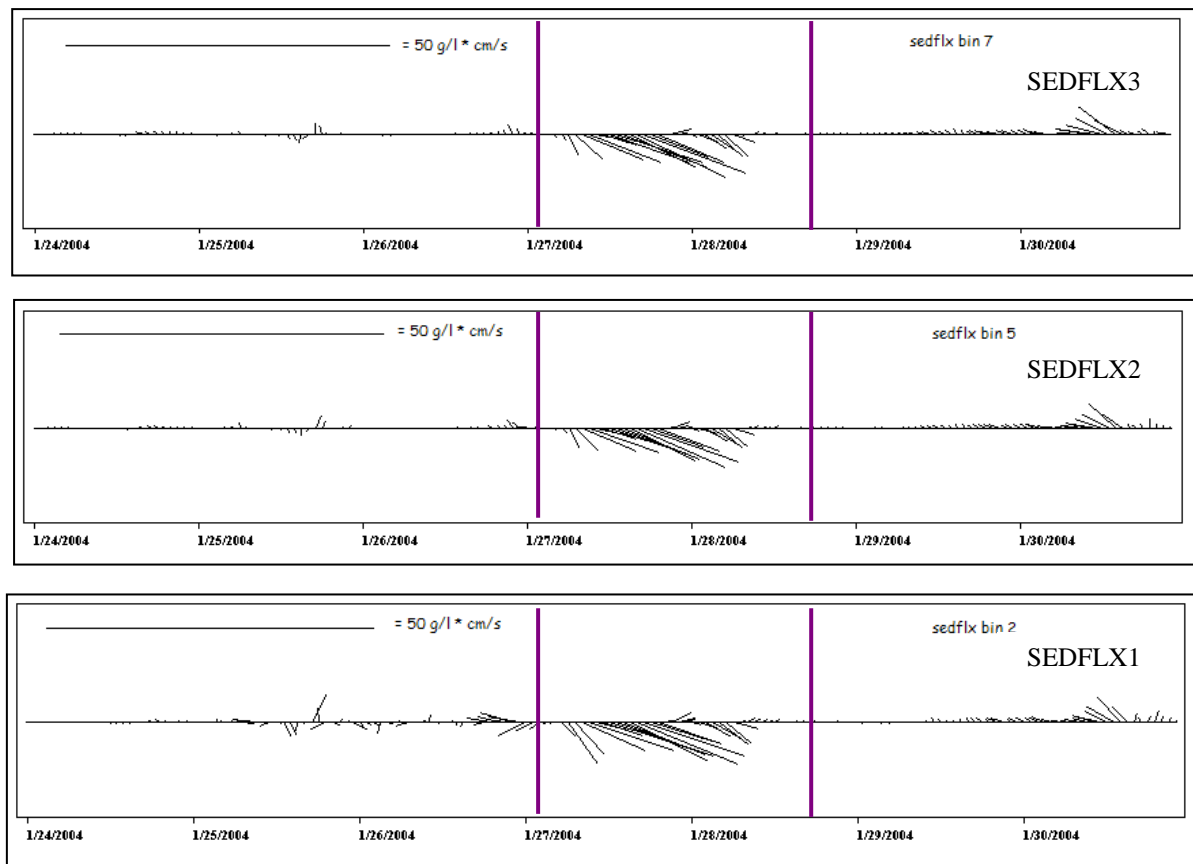 = 50 g/l * cm/s
sedflx bin 7
SEDFLX3
1/24/2004 1/25/2004 1/26/2004 1/27/2004 1/28/2004 1/29/2004 1/30/2004
= 50 g/l * cm/s
sedflx bin 5
SEDFLX2
1/24/2004 1/25/2004 1/26/2004 1/27/2004 1/28/2004 1/29/2004 1/30/2004
= 50 g/l * cm/s
sedflx bin 2
SEDFLX1
1/24/2004 1/25/2004 1/26/2004 1/27/2004 1/28/2004 1/29/2004 1/30/2004